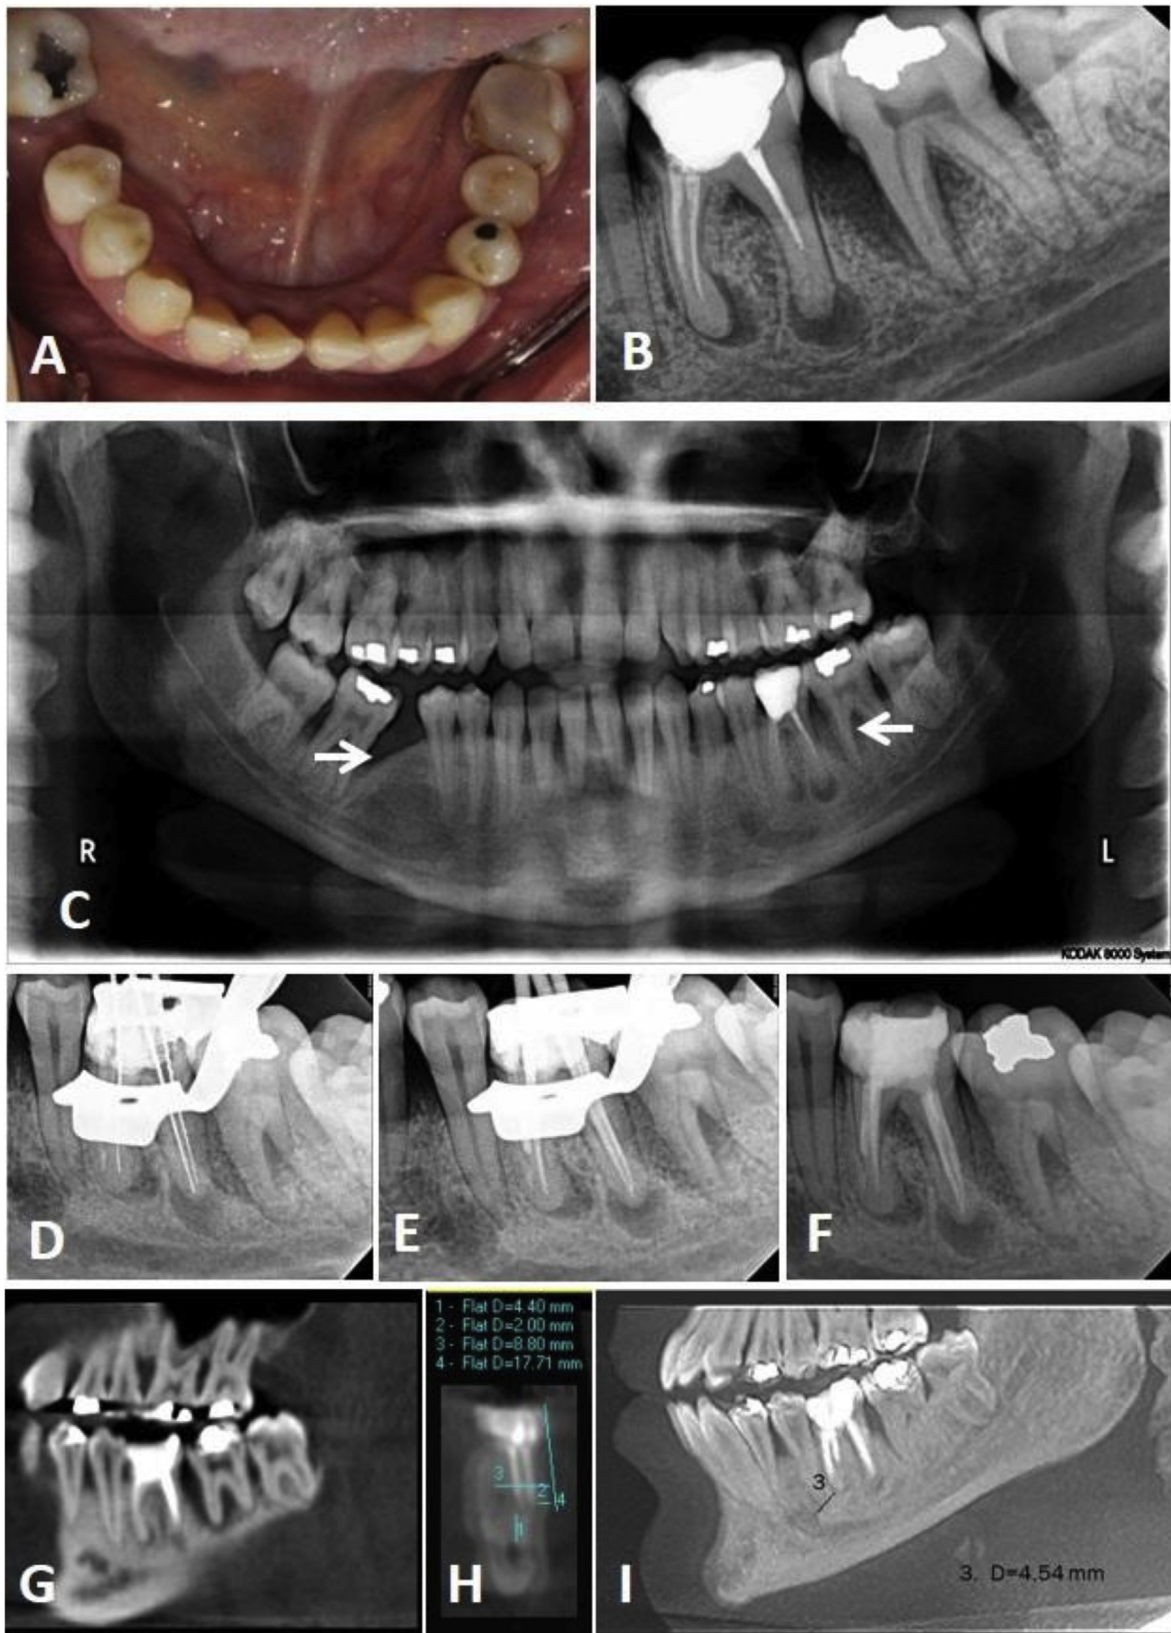 A
B
R
L
C
KODAK 8000 System
D
E
F
1 - Flat D=4.40 mm
2 - Flat D=2.00 mm
3 - Flat D=8.80 mm
4 - Flat D=17.71 mm
3
2
4
1
3
G
H
I
3. D=4.54 mm